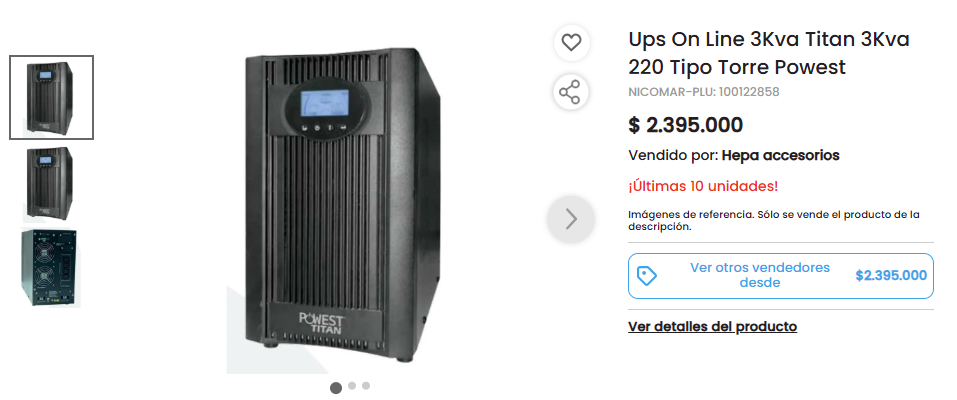 Ups On Line 3Kva Titan 3Kva
220 Tipo Torre Powest
NICOMAR-PLU: 100122858
$ 2.395.000
Vendido por: Hepa accesorios
¡Últimas 10 unidades!
Imágenes de referencia. Sólo se vende el producto de la
descripción.
Ver otros vendedores
desde
$2.395.000
Ver detalles del producto
POWEST
TITAN